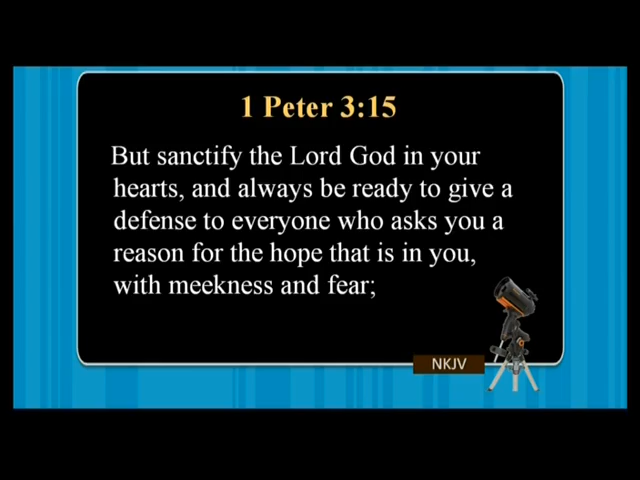 1 Peter 3:15
But sanctify the Lord God in your
hearts, and always be ready to give a
defense to everyone who asks you a
reason for the hope that is in you,
with meekness and fear;
NKJV